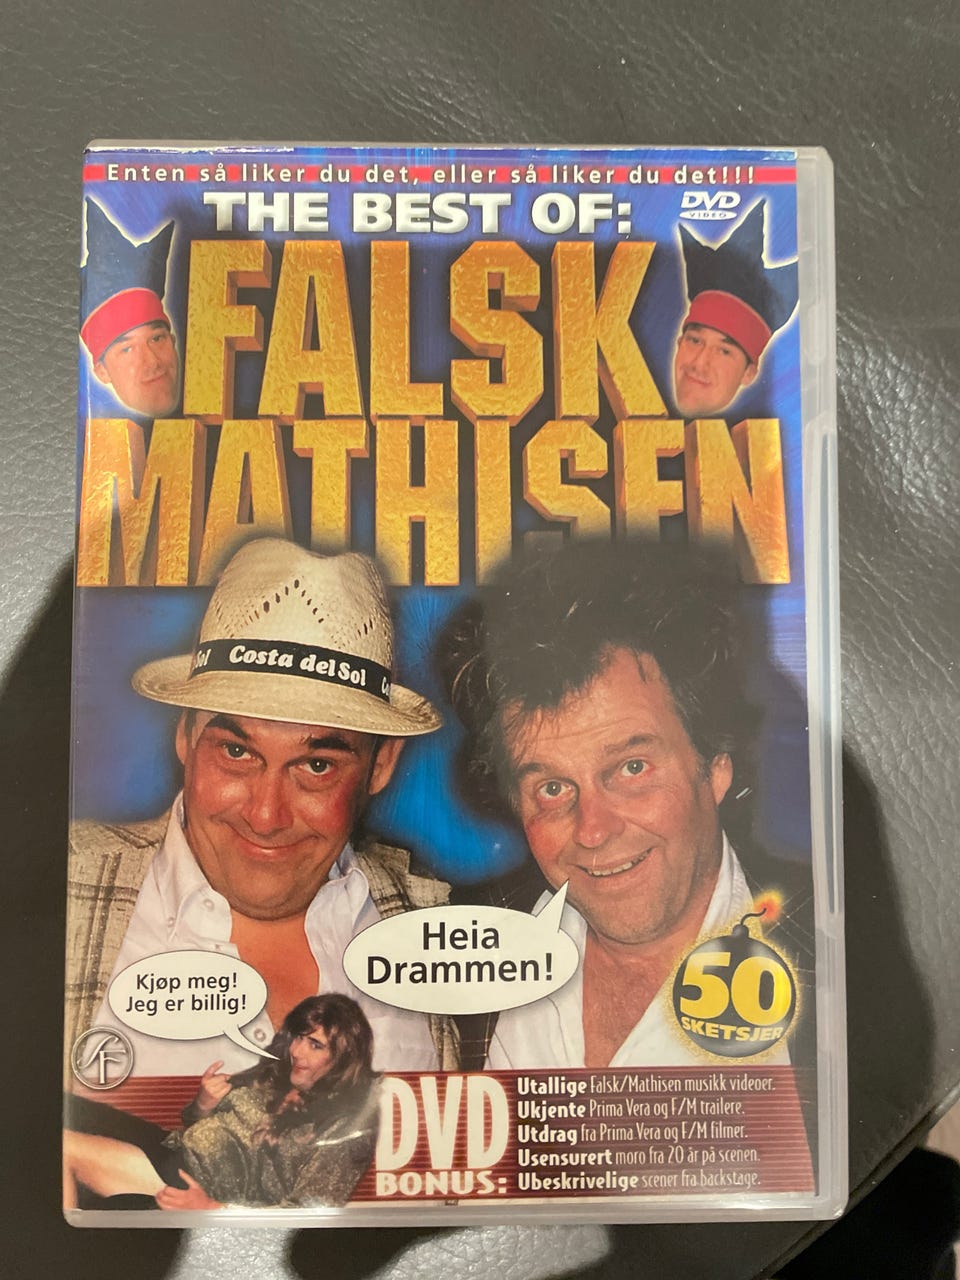 Enten så liker du det, eller så liker du det!!!
THE BEST OF:
DVD
VIDEO
FALSK
MATHISEN
Sol Costa del Sol Co
Heia
Drammen!
Kjøp meg!
Jeg er billig!
50
SKETSJER
SF
DVD
BONUS:
Utallige Falsk/Mathisen musikk videoer.
Ukjente Prima Vera og F/M trailere.
Utdrag fra Prima Vera og F/M filmer.
Usensurert moro fra 20 år på scenen.
Ubeskrivelige scener fra backstage.